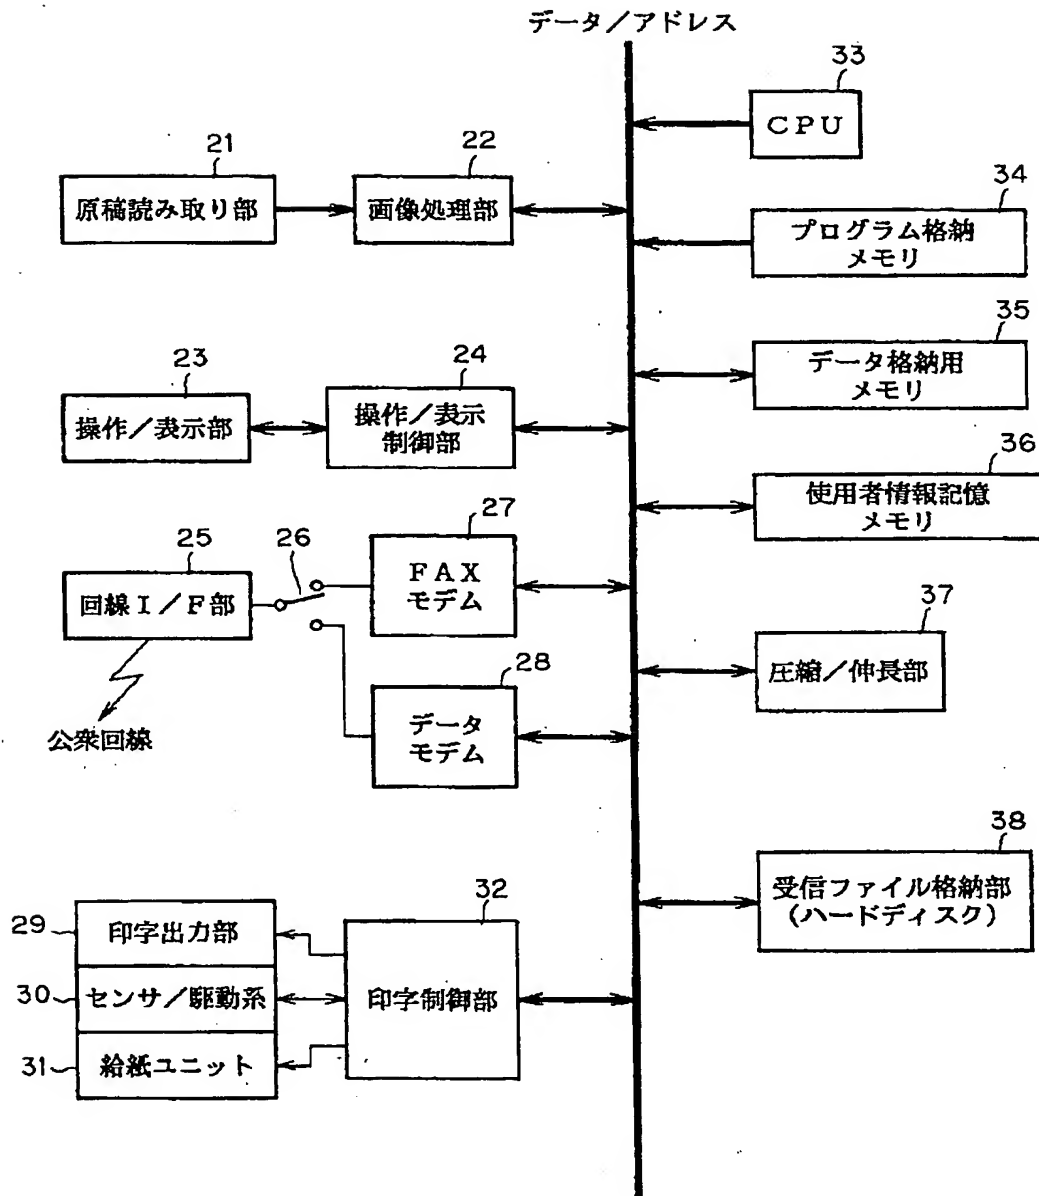 データ／アドレス
33
CPU
21
原稿読み取り部
22
画像処理部
34
プログラム格納
メモリ
35
データ格納用
メモリ
23
操作／表示部
24
操作／表示
制御部
36
使用者情報記憶
メモリ
25
回線I／F部
26
27
FAX
モデム
公衆回線
28
データ
モデム
37
圧縮／伸長部
38
受信ファイル格納部
(ハードディスク)
29
印字出力部
30
センサ／駆動系
31
給紙ユニット
32
印字制御部